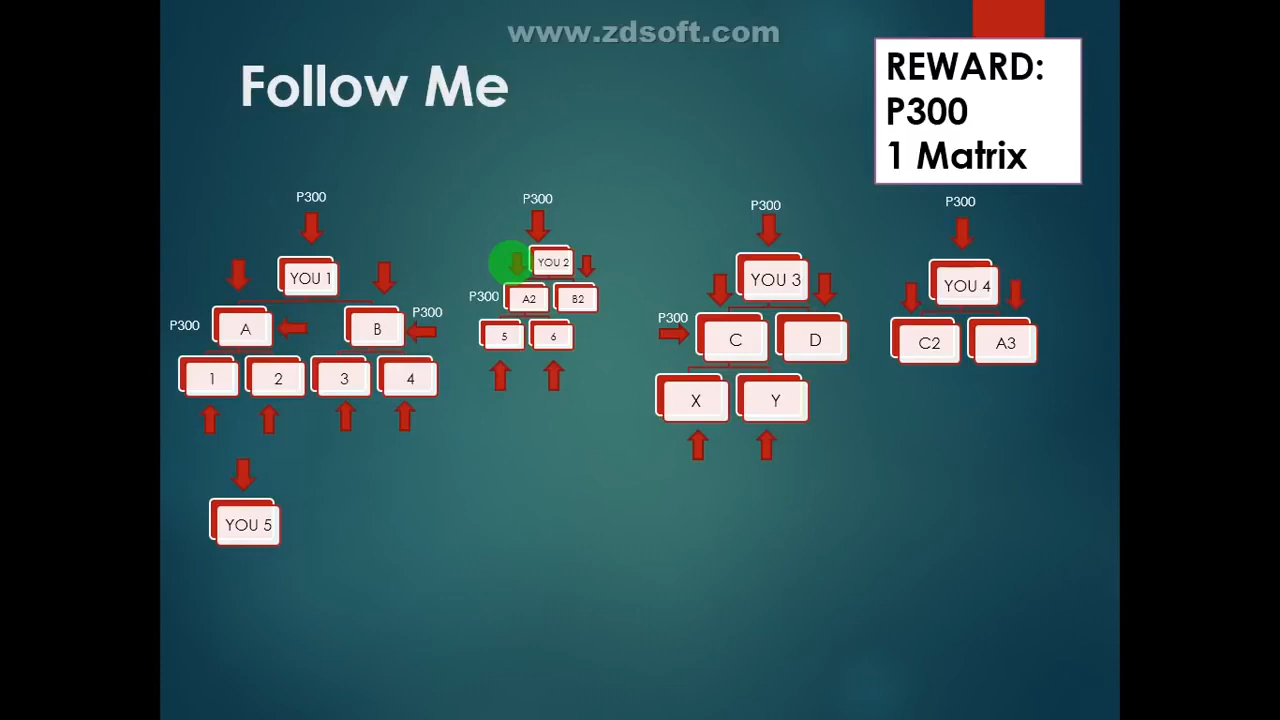 www.zdsoft.com
Follow Me
REWARD:
P300
1 Matrix
P300
YOU 1
P300
A
B
P300
1
2
3
4
YOU 5
P300
YOU 2
P300
A2
B2
5
6
P300
YOU 3
P300
C
D
X
Y
P300
YOU 4
C2
A3